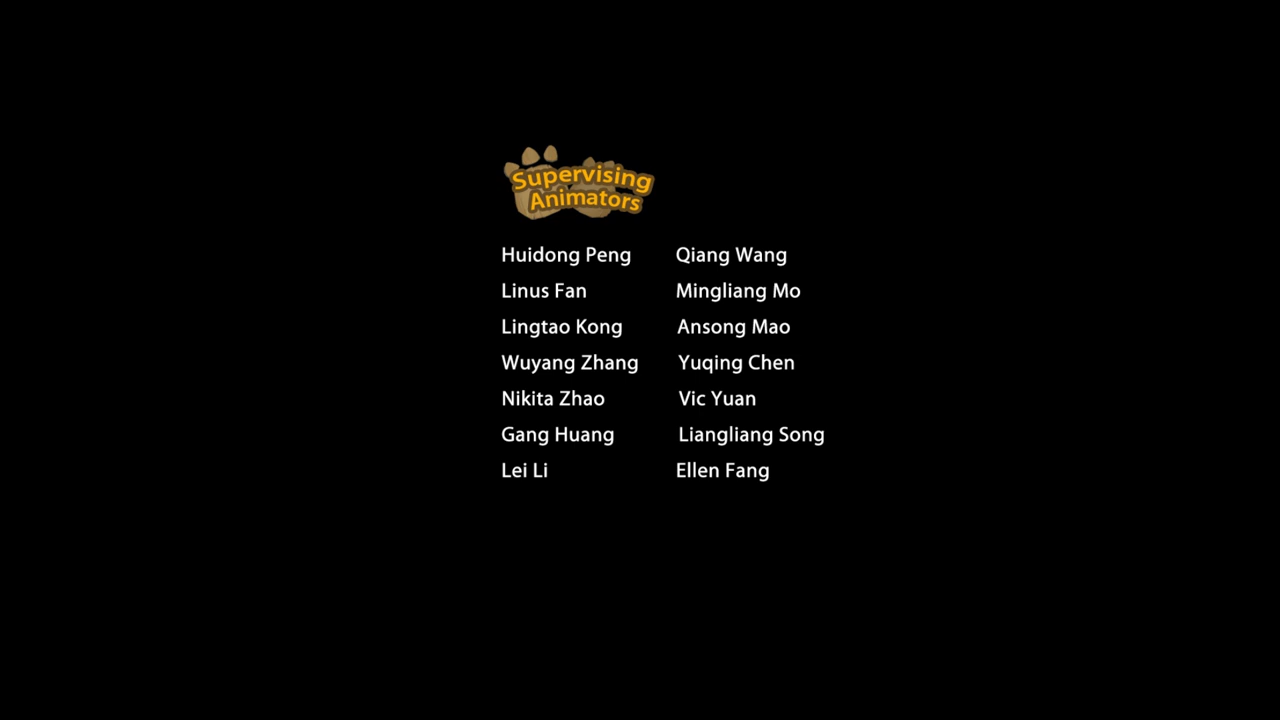 Supervising
Animators
Huidong Peng Qiang Wang
Linus Fan Mingliang Mo
Lingtao Kong Ansong Mao
Wuyang Zhang Yuqing Chen
Nikita Zhao Vic Yuan
Gang Huang Liangliang Song
Lei Li Ellen Fang